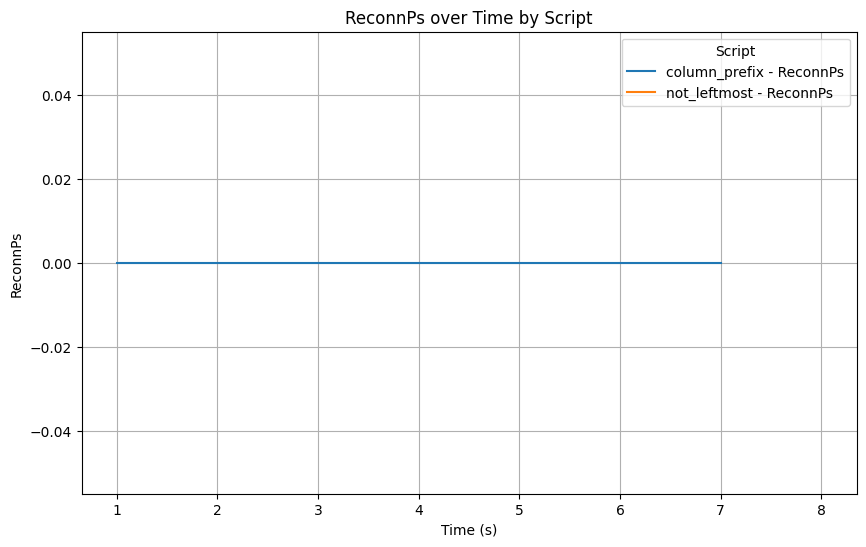 ReconnPs over Time by Script
Script
column_prefix - ReconnPs
not_leftmost - ReconnPs
0.04
0.02
0.00
−0.02
−0.04
ReconnPs
1 2 3 4 5 6 7 8
Time (s)